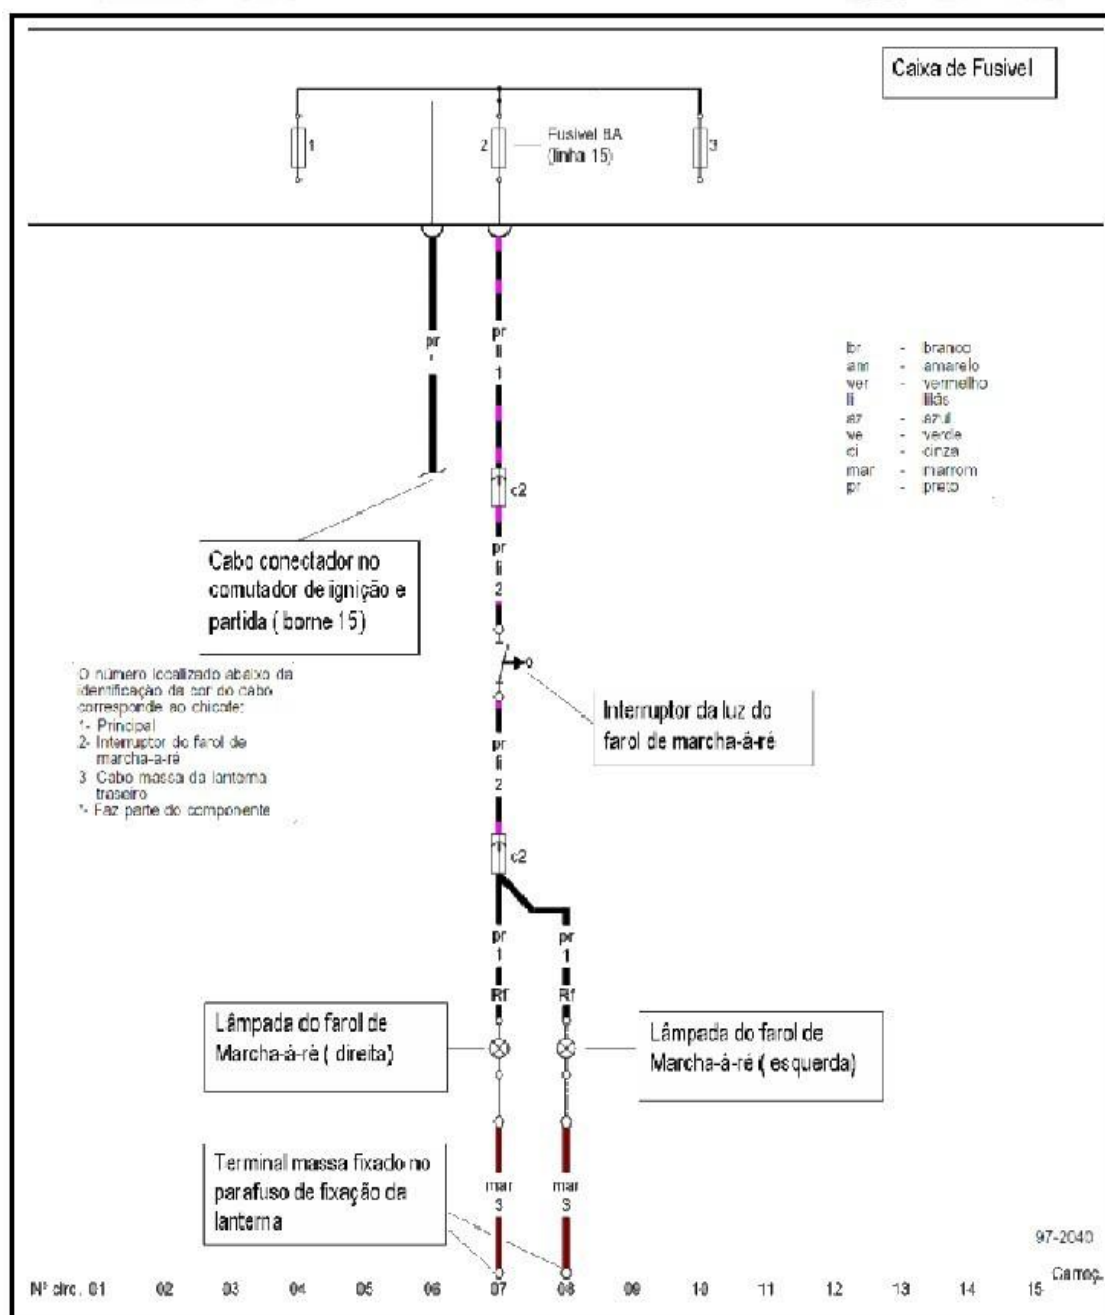 Caixa de Fusivel
1
2
Fusivel 8A
(linha 15)
3
pr
pr
li
1
br - branco
am - amarelo
ver - vermelho
li lilás
az - azul
ve - verde
ci - cinza
mar - marrom
pr - preto
c2
Cabo conectador no
comutador de ignição e
partida ( borne 15)
pr
li
2
O número localizado abaixo da
identificação da cor do cabo
corresponde ao chicote:
1- Principal
2- Interruptor do farol de
marcha-a-ré
3 Cabo massa da lanterna
traseiro
*- Faz parte do componente
Interruptor da luz do
farol de marcha-à-ré
pr
li
2
c2
pr
1
pr
1
Rf
Rf
Lâmpada do farol de
Marcha-à-ré ( direita)
Lâmpada do farol de
Marcha-à-ré ( esquerda)
Terminal massa fixado no
parafuso de fixação da
lanterna
mar
3
mar
3
97-2040
Carroç.
Nº circ. 01 02 03 04 05 06 07 08 09 10 11 12 13 14 15